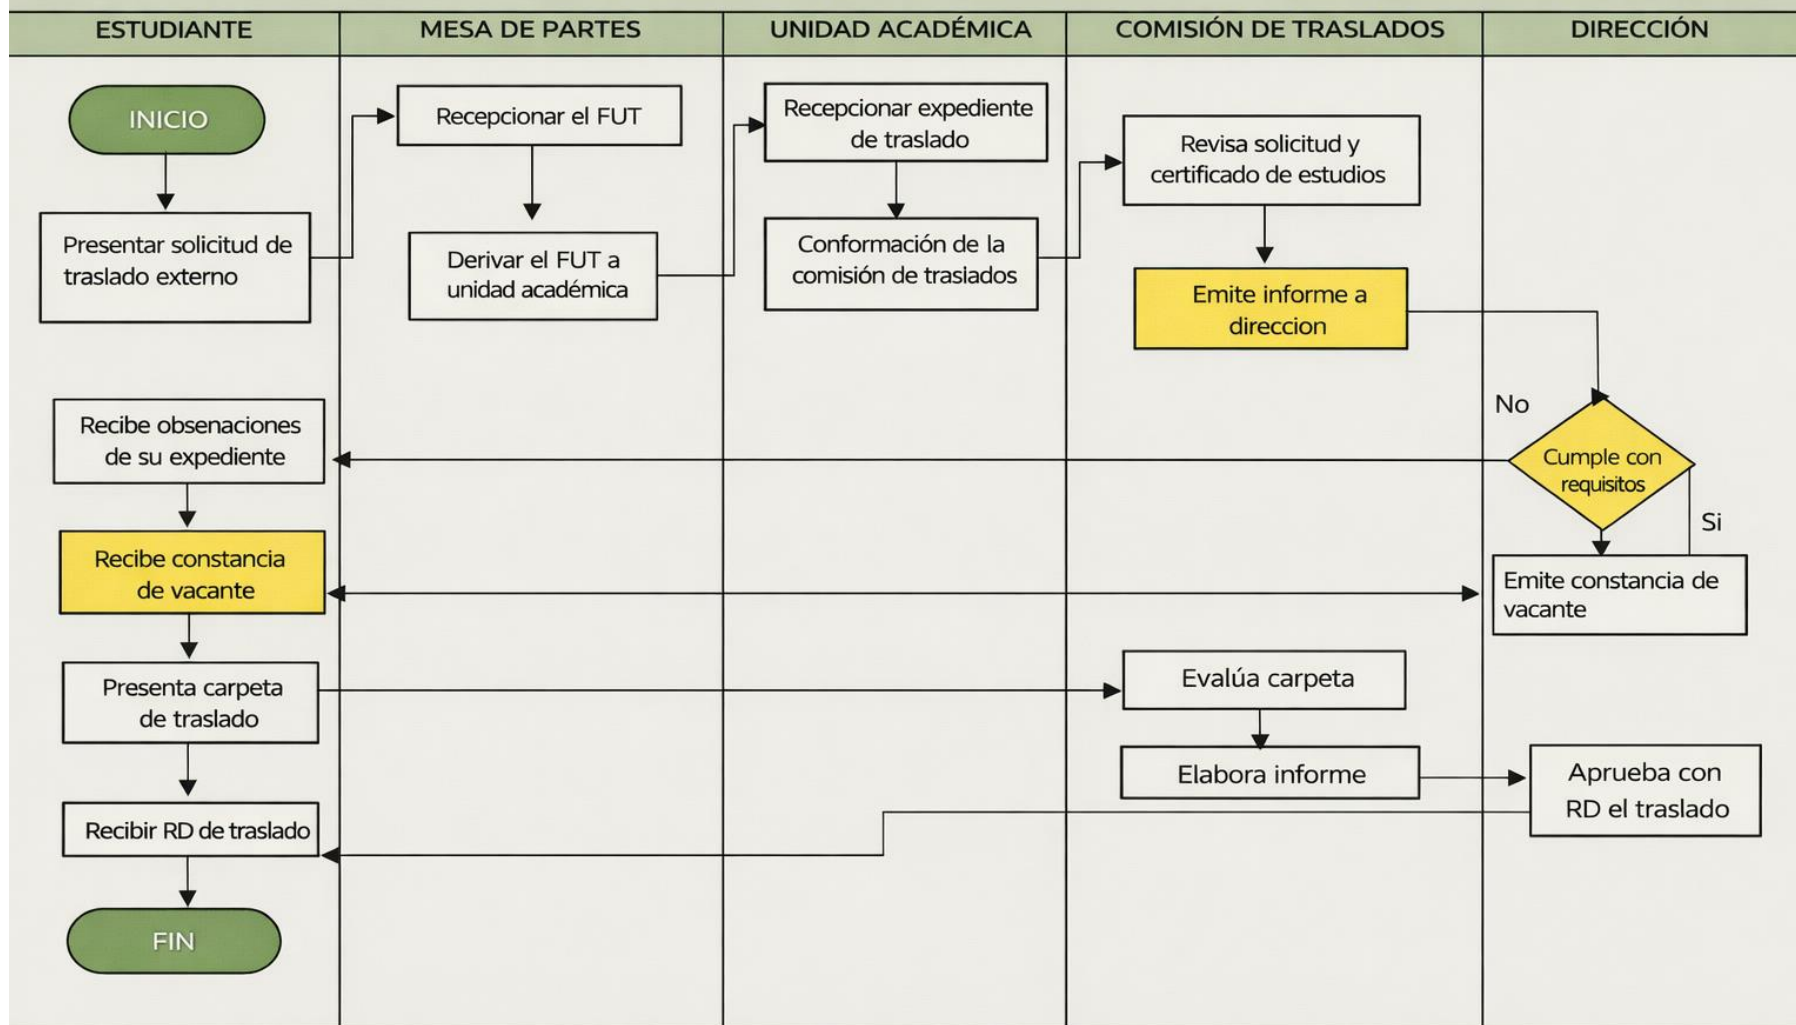 ESTUDIANTE
MESA DE PARTES
UNIDAD ACADÉMICA
COMISIÓN DE TRASLADOS
DIRECCIÓN
INICIO
Presentar solicitud de
traslado externo
Recepcionar el FUT
Derivar el FUT a
unidad académica
Recepcionar expediente
de traslado
Conformación de la
comisión de traslados
Revisa solicitud y
certificado de estudios
Emite informe a
direccion
No
Cumple con
requisitos
Si
Emite constancia de
vacante
Recibe obsenaciones
de su expediente
Recibe constancia
de vacante
Presenta carpeta
de traslado
Evalúa carpeta
Elabora informe
Aprueba con
RD el traslado
Recibir RD de traslado
FIN